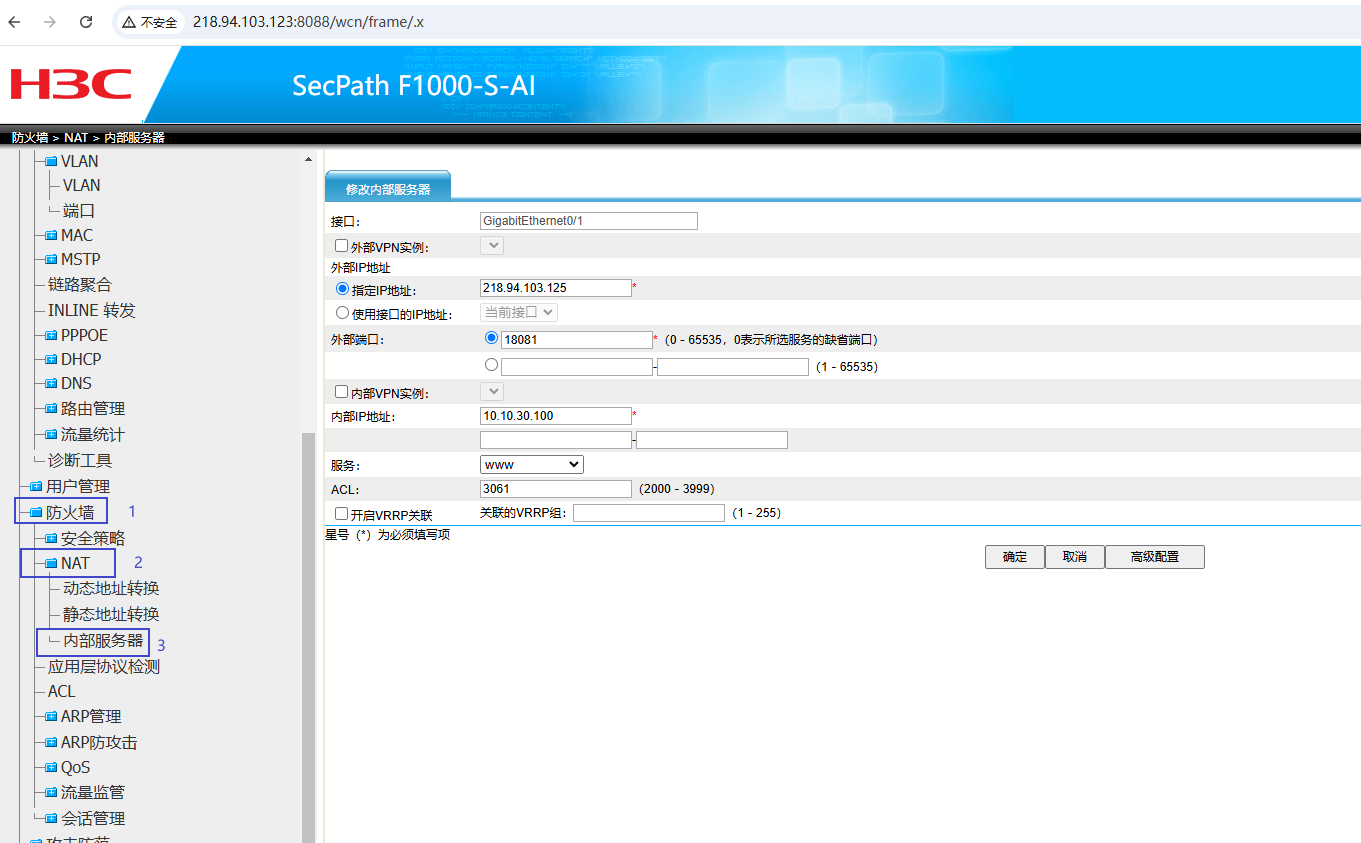 不安全 218.94.103.123:8088/wcn/frame/.x
H3C SecPath F1000-S-AI
防火墙 > NAT > 内部服务器
VLAN
VLAN
端口
MAC
MSTP
链路聚合
INLINE 转发
PPPOE
DHCP
DNS
路由管理
流量统计
诊断工具
用户管理
防火墙 1
安全策略
NAT 2
动态地址转换
静态地址转换
内部服务器 3
应用层协议检测
ACL
ARP管理
ARP防攻击
QoS
流量监管
会话管理
修改内部服务器
接口: GigabitEthernet0/1
外部VPN实例:
外部IP地址
指定IP地址: 218.94.103.125 *
使用接口的IP地址: 当前接口
外部端口: 18081 * (0 - 65535, 0表示所选服务的缺省端口)
- (1 - 65535)
内部VPN实例:
内部IP地址: 10.10.30.100 *
-
服务: www
ACL: 3061 (2000 - 3999)
开启VRRP关联 关联的VRRP组: (1 - 255)
星号 (*) 为必须填写项
确定 取消 高级配置